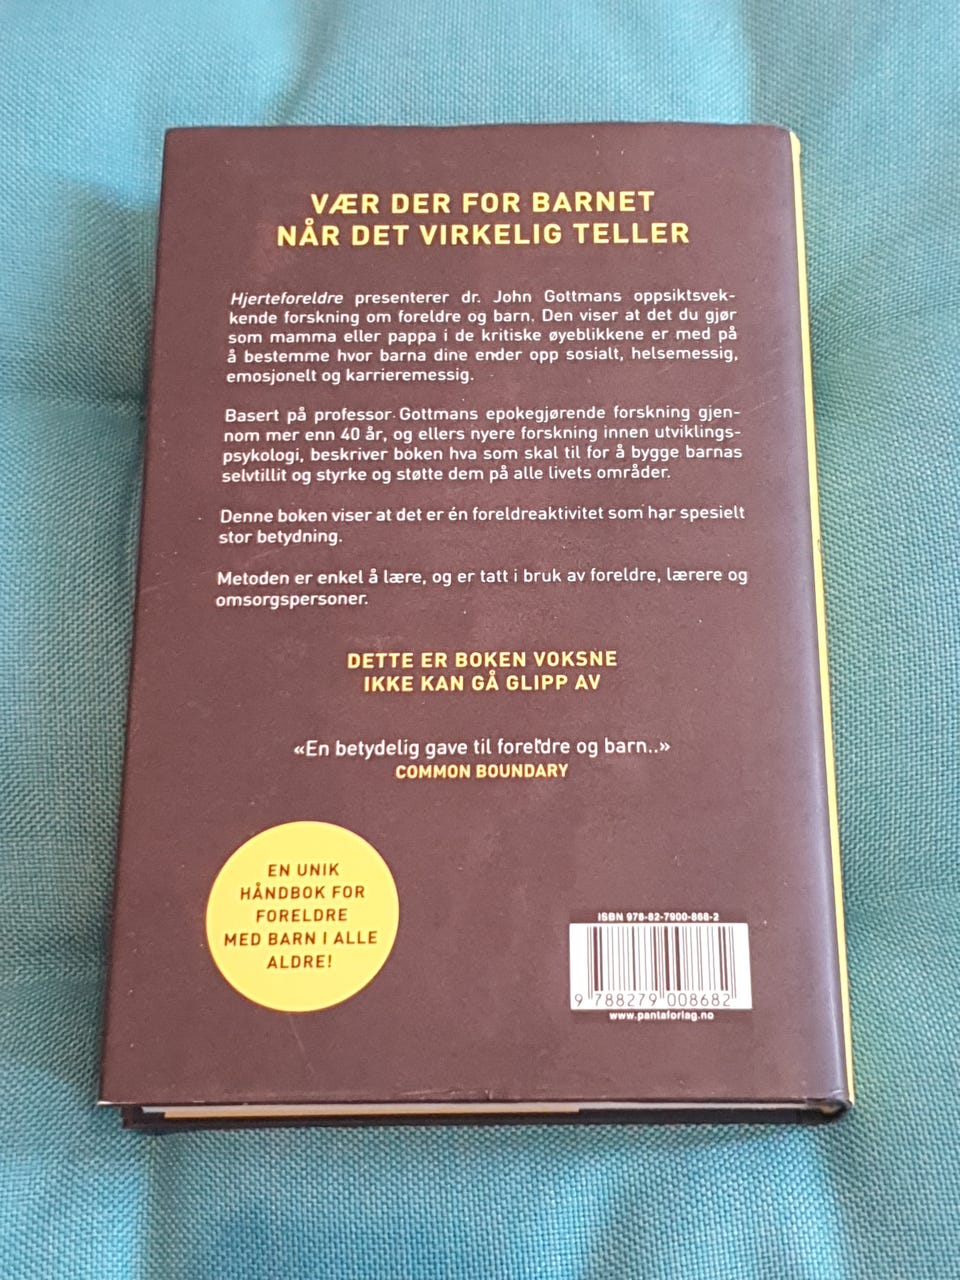 VÆR DER FOR BARNET
NÅR DET VIRKELIG TELLER
Hjerteforeldre presenterer dr. John Gottmans oppsiktsvek-
kende forskning om foreldre og barn. Den viser at det du gjør
som mamma eller pappa i de kritiske øyeblikkene er med på
å bestemme hvor barna dine ender opp sosialt, helsemessig,
emosjonelt og karrieremessig.
Basert på professor Gottmans epokegjørende forskning gjen-
nom mer enn 40 år, og ellers nyere forskning innen utviklings-
psykologi, beskriver boken hva som skal til for å bygge barnas
selvtillit og styrke og støtte dem på alle livets områder.
Denne boken viser at det er én foreldreaktivitet som har spesielt
stor betydning.
Metoden er enkel å lære, og er tatt i bruk av foreldre, lærere og
omsorgspersoner.
DETTE ER BOKEN VOKSNE
IKKE KAN GÅ GLIPP AV
«En betydelig gave til foreldre og barn..»
COMMON BOUNDARY
EN UNIK
HÅNDBOK FOR
FORELDRE
MED BARN I ALLE
ALDRE!
ISBN 978-82-7900-868-2
9 788279 008682
www.pantaforlag.no